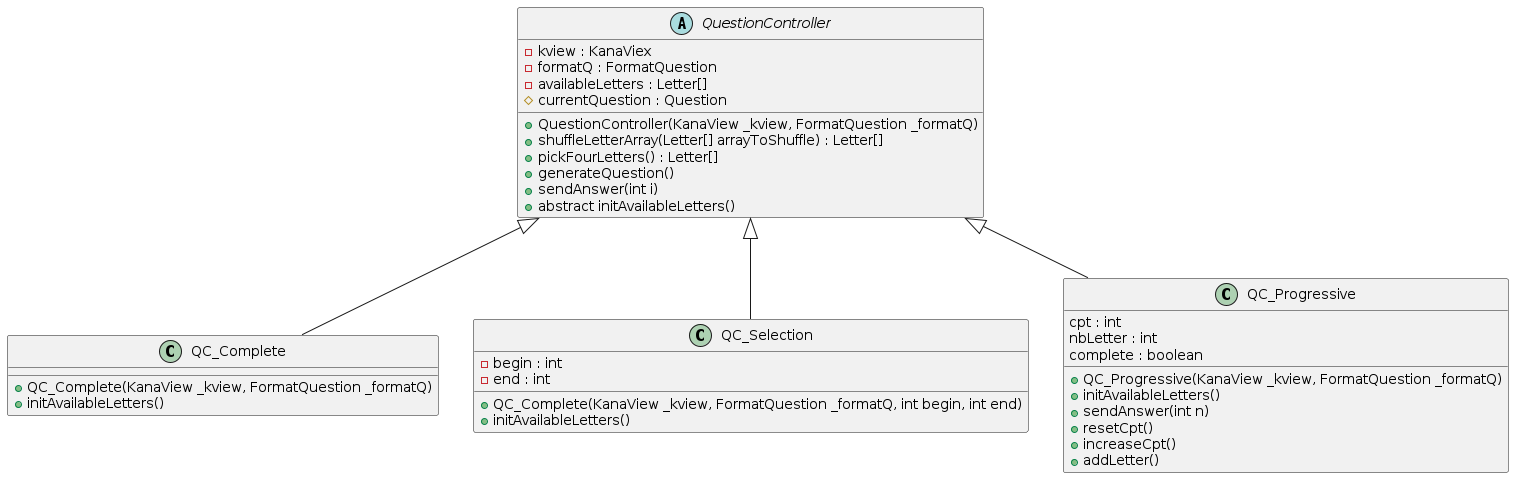 A QuestionController
kview : KanaViex
formatQ : FormatQuestion
availableLetters : Letter[]
currentQuestion : Question
QuestionController(KanaView _kview, FormatQuestion _formatQ)
shuffleLetterArray(Letter[] arrayToShuffle) : Letter[]
pickFourLetters() : Letter[]
generateQuestion()
sendAnswer(int i)
abstract initAvailableLetters()
C QC_Complete
QC_Complete(KanaView _kview, FormatQuestion _formatQ)
initAvailableLetters()
C QC_Selection
begin : int
end : int
QC_Complete(KanaView _kview, FormatQuestion _formatQ, int begin, int end)
initAvailableLetters()
C QC_Progressive
cpt : int
nbLetter : int
complete : boolean
QC_Progressive(KanaView _kview, FormatQuestion _formatQ)
initAvailableLetters()
sendAnswer(int n)
resetCpt()
increaseCpt()
addLetter()